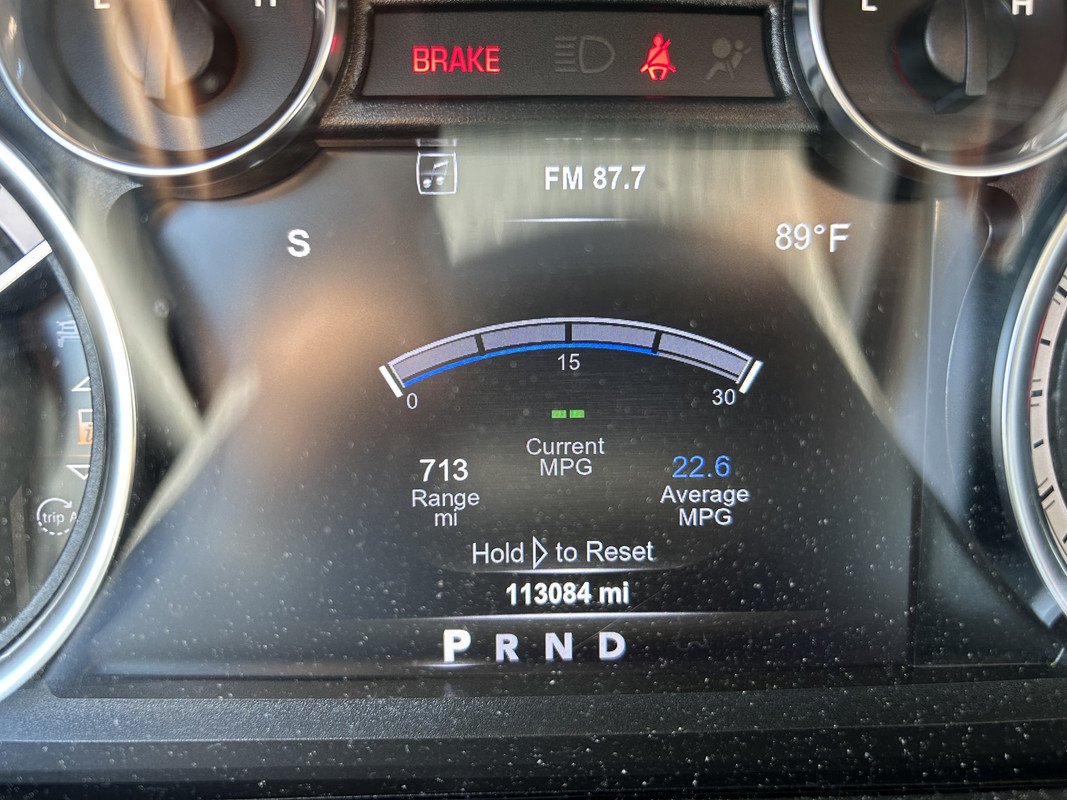 L H
L H
BRAKE
FM 87.7
S
89°F
0 15 30
--
Current
MPG
713
Range
mi
22.6
Average
MPG
trip A
Hold ▷ to Reset
113084 mi
P R N D